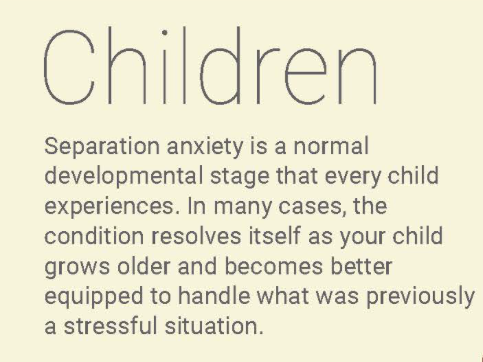 Children
Separation anxiety is a normal
developmental stage that every child
experiences. In many cases, the
condition resolves itself as your child
grows older and becomes better
equipped to handle what was previously
a stressful situation.